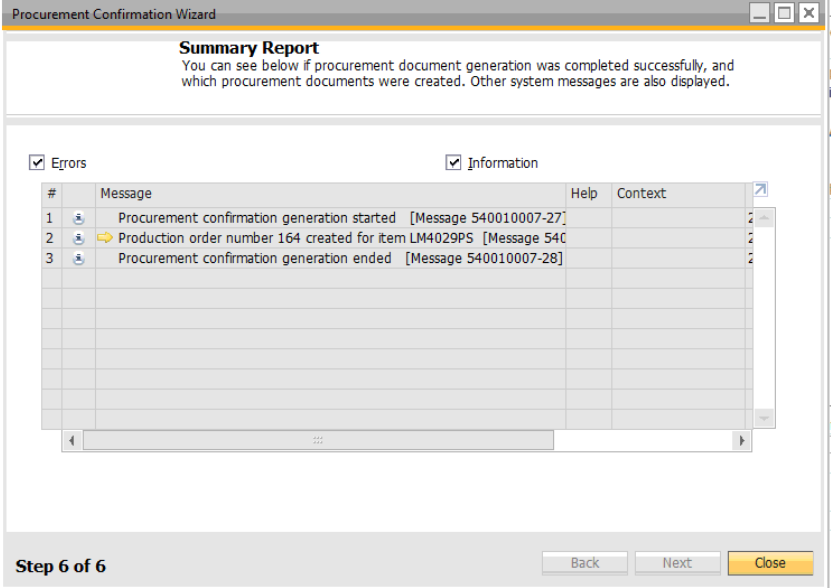 Procurement Confirmation Wizard
Summary Report
You can see below if procurement document generation was completed successfully, and
which procurement documents were created. Other system messages are also displayed.
Errors Information
# Message Help Context
1 Procurement confirmation generation started [Message 540010007-27]
2 Production order number 164 created for item LM4029PS [Message 540
3 Procurement confirmation generation ended [Message 540010007-28]
Step 6 of 6 Back Next Close